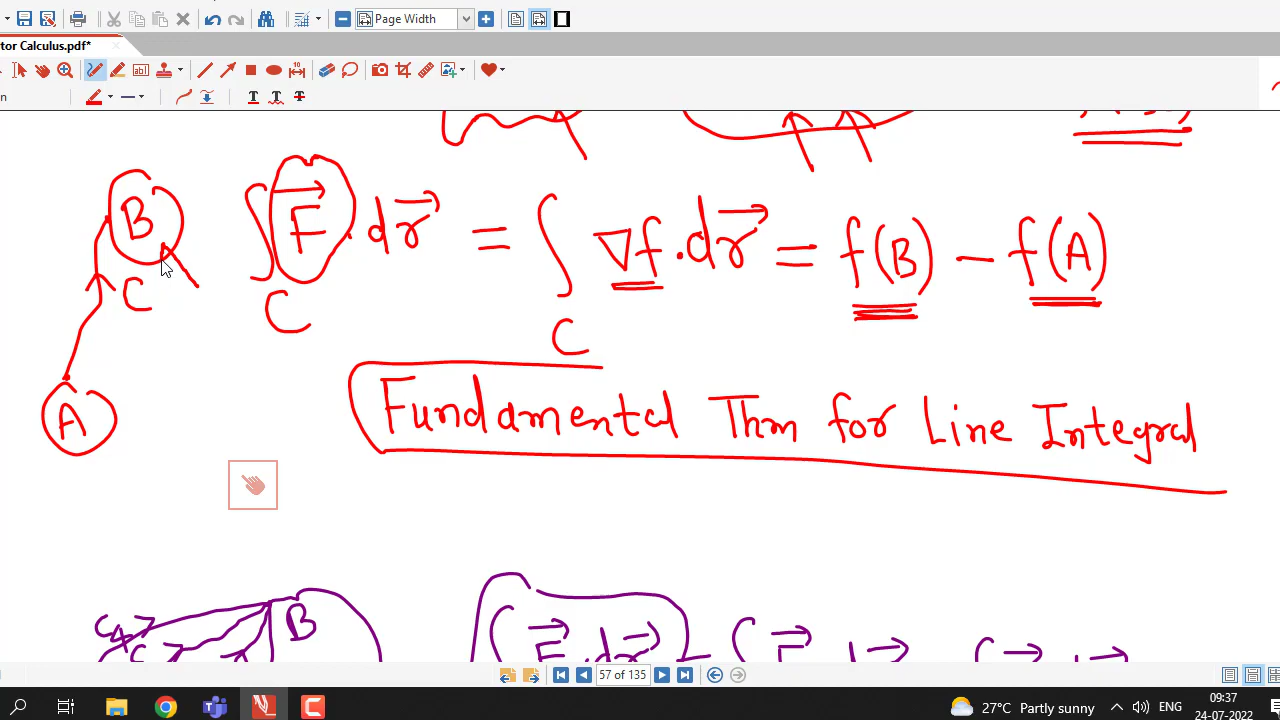 Page Width
tor Calculus.pdf*
n
B ∫ F⃗ . dr⃗ = ∫ ∇f . dr⃗ = f(B) − f(A)
C C C
A
Fundamental Thm for Line Integral
C4 B
57 of 135
27°C Partly sunny ENG 09:37
24-07-2022